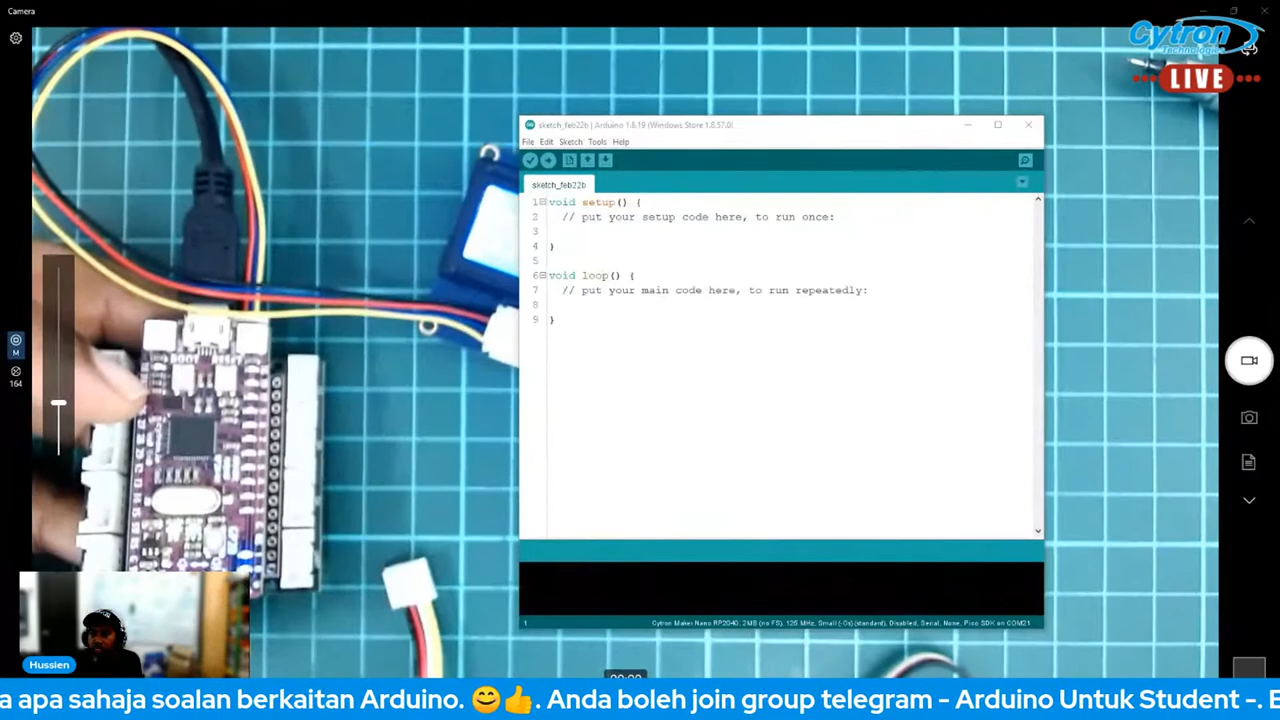 Camera
Cytron
Technologies
LIVE
sketch_feb22b | Arduino 1.8.19 (Windows Store 1.8.57.0)
File Edit Sketch Tools Help
sketch_feb22b
1 void setup() {
2 // put your setup code here, to run once:
3
4 }
5
6 void loop() {
7 // put your main code here, to run repeatedly:
8
9 }
M
164
BOOT RESET
1
Cytron Maker Nano RP2040, 2MB (no FS), 125 MHz, Small (-Os) (standard), Disabled, Serial, None, Pico SDK on COM21
Hussien
a apa sahaja soalan berkaitan Arduino. 😊👍. Anda boleh join group telegram - Arduino Untuk Student -. E